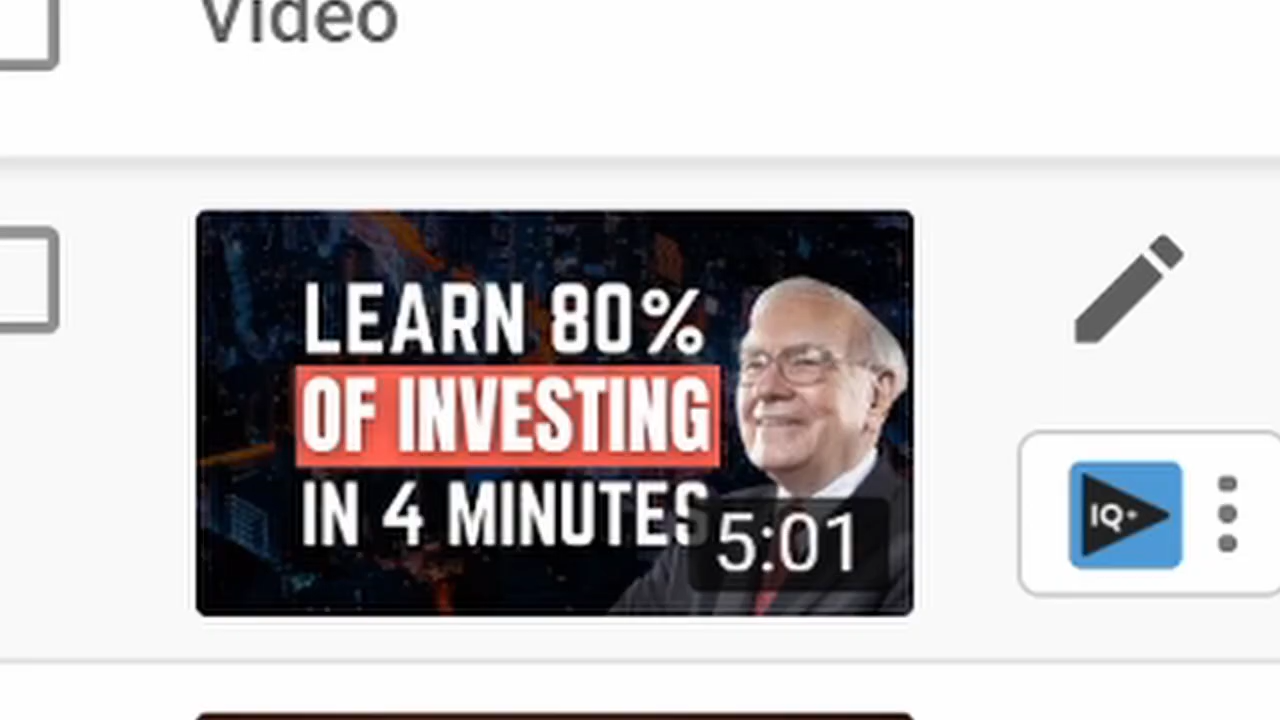 Video
LEARN 80%
OF INVESTING
IN 4 MINUTES
5:01
IQ+